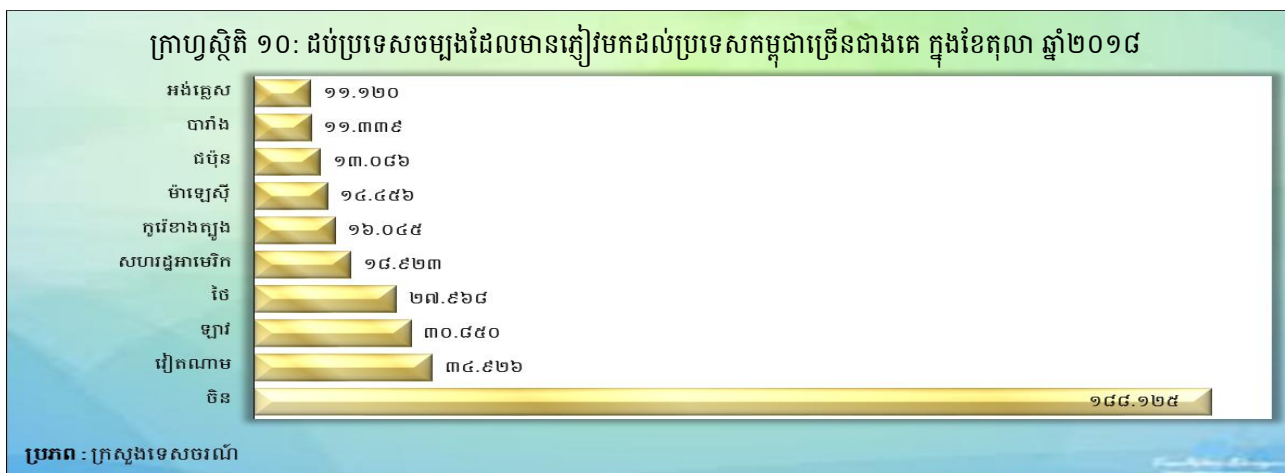 ក្រាហ្វស្ថិតិ ១០: ដប់ប្រទេសចម្បងដែលមានភ្ញៀវមកដល់ប្រទេសកម្ពុជាច្រើនជាងគេ ក្នុងខែតុលា ឆ្នាំ២០១៨
អង់គ្លេស ១១.១២០
បារាំង ១១.៣៣៩
ជប៉ុន ១៣.០៨៦
ម៉ាឡេស៊ី ១៤.៤៥៦
កូរ៉េខាងត្បូង ១៦.០៤៥
សហរដ្ឋអាមេរិក ១៨.៩២៣
ថៃ ២៧.៩៦៨
ឡាវ ៣០.៨៥០
វៀតណាម ៣៤.៩២៦
ចិន ១៨៨.១២៥
ប្រភព : ក្រសួងទេសចរណ៍